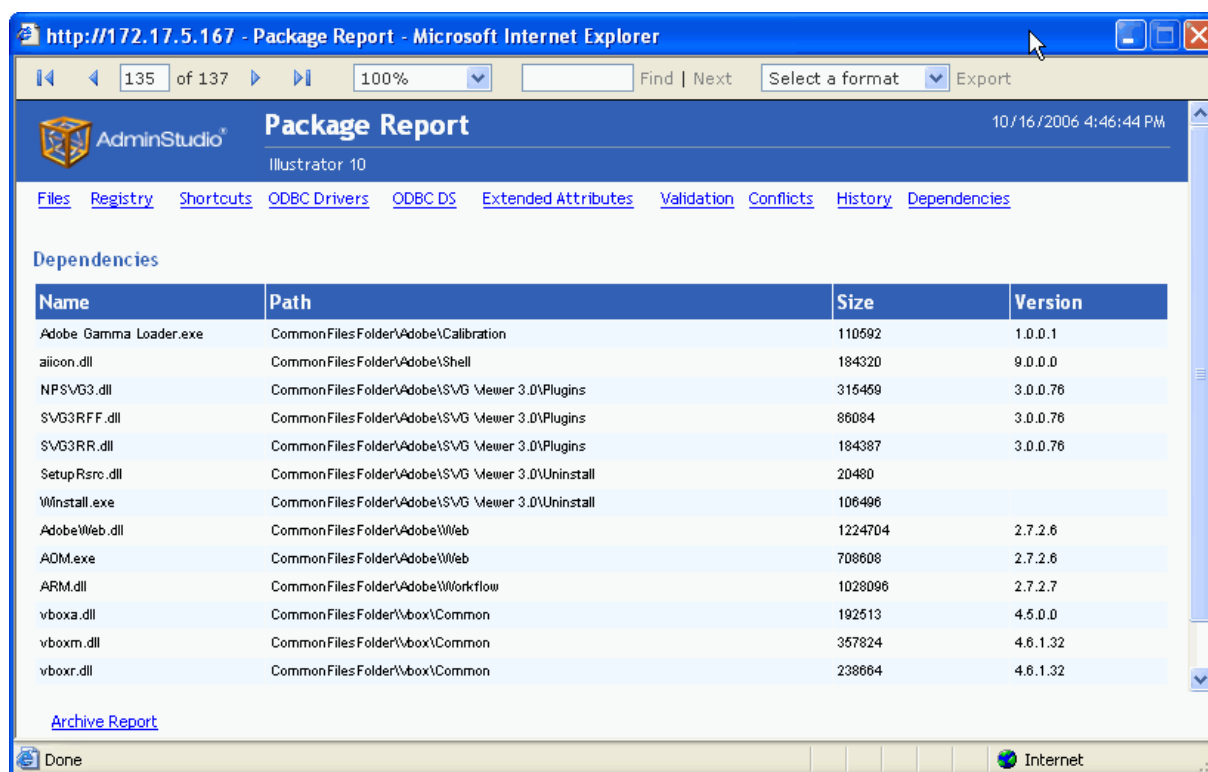 http://172.17.5.167 - Package Report - Microsoft Internet Explorer
135 of 137 100% Find | Next Select a format Export
AdminStudio® Package Report 10/16/2006 4:46:44 PM
Illustrator 10
Files Registry Shortcuts ODBC Drivers ODBC DS Extended Attributes Validation Conflicts History Dependencies
Dependencies
Name Path Size Version
Adobe Gamma Loader.exe CommonFilesFolder\Adobe\Calibration 110592 1.0.0.1
aiicon.dll CommonFilesFolder\Adobe\Shell 184320 9.0.0.0
NPSVG3.dll CommonFilesFolder\Adobe\SVG Viewer 3.0\Plugins 315459 3.0.0.76
SVG3RFF.dll CommonFilesFolder\Adobe\SVG Viewer 3.0\Plugins 86084 3.0.0.76
SVG3RR.dll CommonFilesFolder\Adobe\SVG Viewer 3.0\Plugins 184387 3.0.0.76
SetupRsrc.dll CommonFilesFolder\Adobe\SVG Viewer 3.0\Uninstall 20480
Winstall.exe CommonFilesFolder\Adobe\SVG Viewer 3.0\Uninstall 106496
AdobeWeb.dll CommonFilesFolder\Adobe\Web 1224704 2.7.2.6
AOM.exe CommonFilesFolder\Adobe\Web 708608 2.7.2.6
ARM.dll CommonFilesFolder\Adobe\Workflow 1028096 2.7.2.7
vboxa.dll CommonFilesFolder\Vbox\Common 192513 4.5.0.0
vboxm.dll CommonFilesFolder\Vbox\Common 357824 4.6.1.32
vboxr.dll CommonFilesFolder\Vbox\Common 238664 4.6.1.32
Archive Report
Done Internet